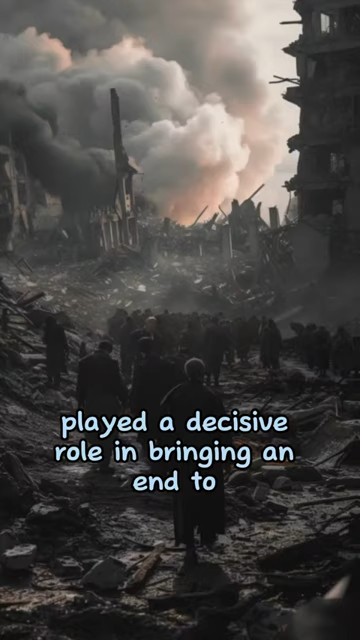 played a decisive
role in bringing an
end to